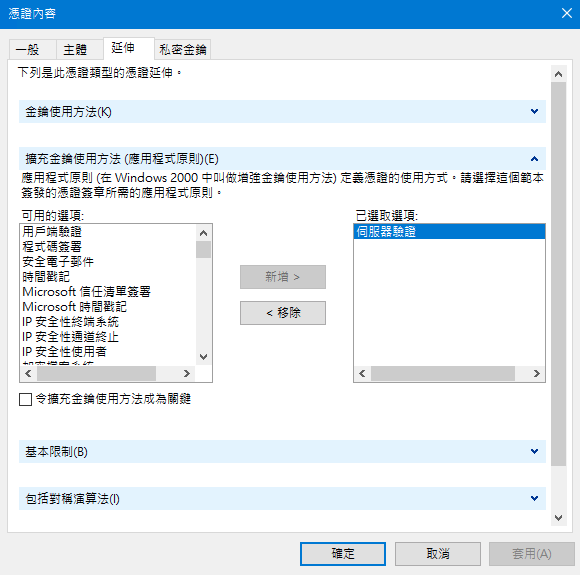 憑證內容
一般 主體 延伸 私密金鑰
下列是此憑證類型的憑證延伸。
金鑰使用方法(K)
擴充金鑰使用方法 (應用程式原則)(E)
應用程式原則 (在 Windows 2000 中叫做增強金鑰使用方法) 定義憑證的使用方式。請選擇這個範本
簽發的憑證簽章所需的應用程式原則。
可用的選項:
用戶端驗證
程式碼簽署
安全電子郵件
時間戳記
Microsoft 信任清單簽署
Microsoft 時間戳記
IP 安全性終端系統
IP 安全性通道終止
IP 安全性使用者
新增 >
< 移除
已選取選項:
伺服器驗證
令擴充金鑰使用方法成為關鍵
基本限制(B)
包括對稱演算法(I)
確定 取消 套用(A)